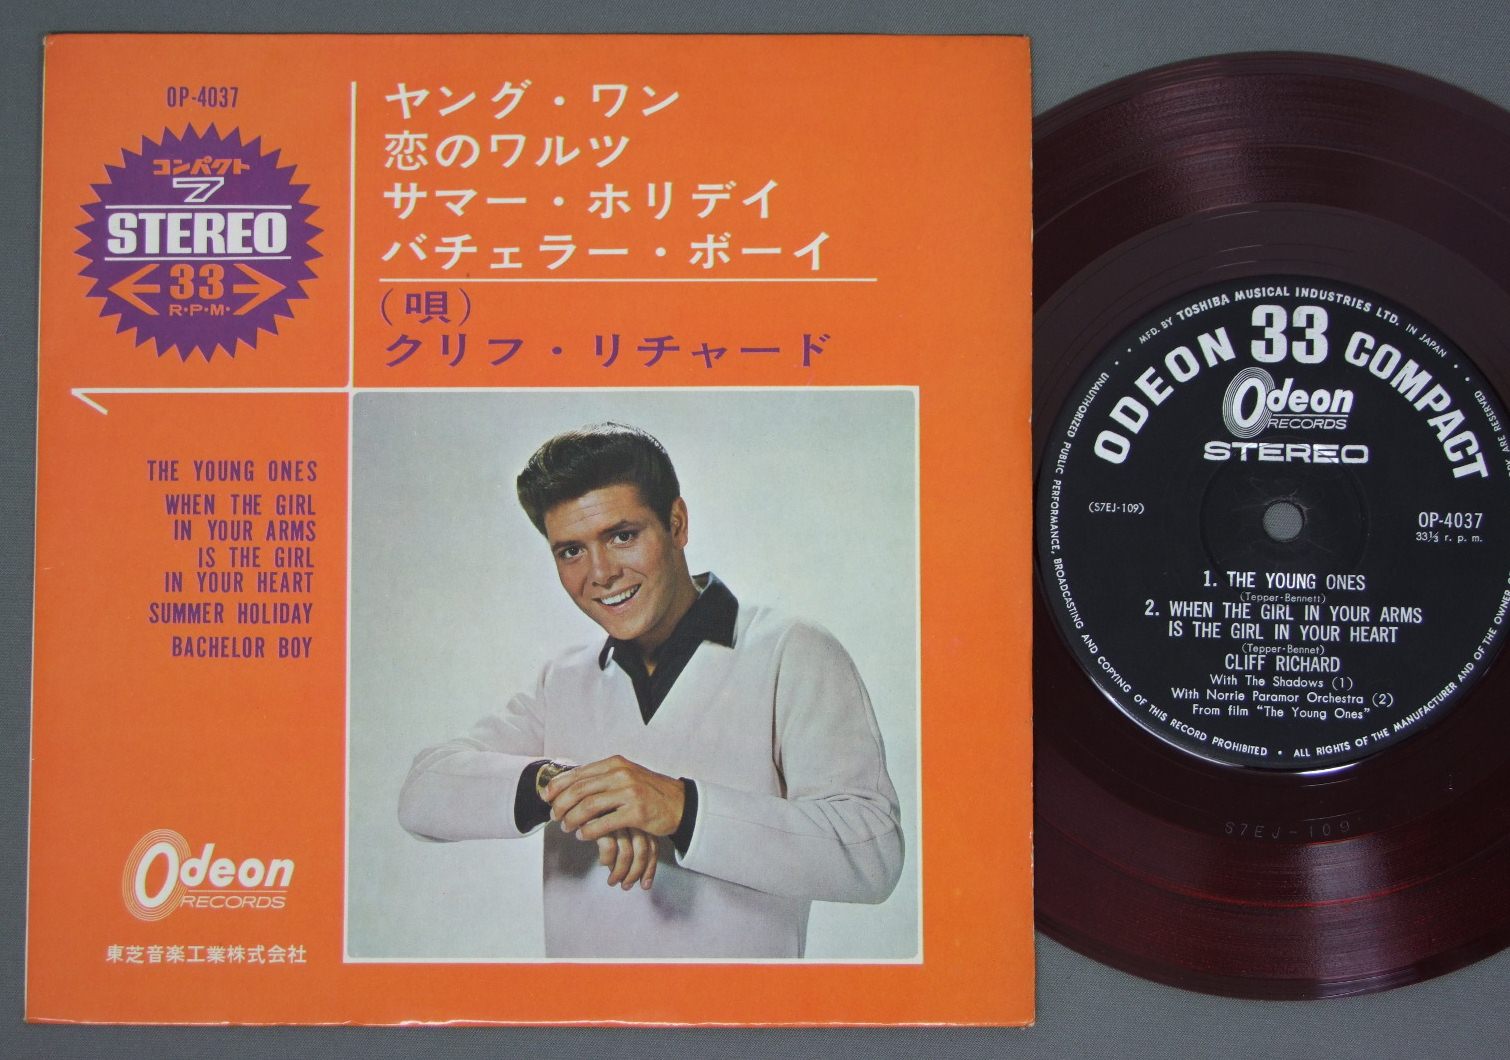 OP-4037
コンパクト
7
STEREO
33
R・P・M・
ヤング・ワン
恋のワルツ
サマー・ホリデイ
バチェラー・ボーイ
(唄)
クリフ・リチャード
THE YOUNG ONES
WHEN THE GIRL
IN YOUR ARMS
IS THE GIRL
IN YOUR HEART
SUMMER HOLIDAY
BACHELOR BOY
Odeon
RECORDS
東芝音楽工業株式会社
MFD. BY TOSHIBA MUSICAL INDUSTRIES LTD. IN JAPAN
ODEON 33 COMPACT
Odeon
RECORDS
STEREO
(S7EJ-109)
OP-4037
33⅓ r. p. m.
1. THE YOUNG ONES
(Tepper-Bennett)
2. WHEN THE GIRL IN YOUR ARMS
IS THE GIRL IN YOUR HEART
(Tepper-Bennet)
CLIFF RICHARD
With The Shadows (1)
With Norrie Paramor Orchestra (2)
From film "The Young Ones"
UNAUTHORIZED PUBLIC PERFORMANCE, BROADCASTING AND COPYING OF THIS RECORD PROHIBITED • ALL RIGHTS OF THE MANUFACTURER AND OF THE OWNER
ARE RESERVED
S7EJ-109